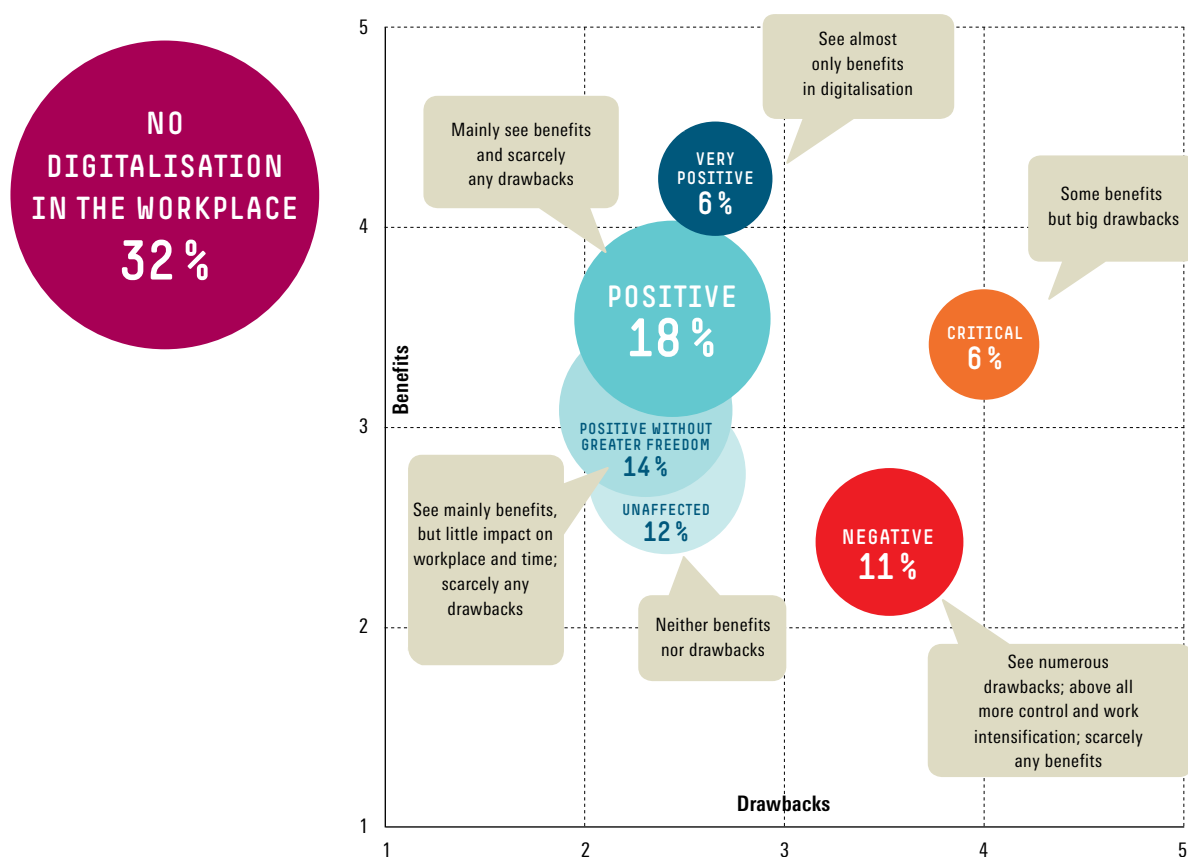 NO
DIGITALISATION
IN THE WORKPLACE
32 %
5
4
3
2
1
Benefits
See almost
only benefits
in digitalisation
Mainly see benefits
and scarcely
any drawbacks
VERY
POSITIVE
6 %
Some benefits
but big drawbacks
POSITIVE
18 %
CRITICAL
6 %
POSITIVE WITHOUT
GREATER FREEDOM
14 %
UNAFFECTED
12 %
See mainly benefits,
but little impact on
workplace and time;
scarcely any
drawbacks
NEGATIVE
11 %
Neither benefits
nor drawbacks
See numerous
drawbacks; above all
more control and work
intensification; scarcely
any benefits
Drawbacks
1
2
3
4
5